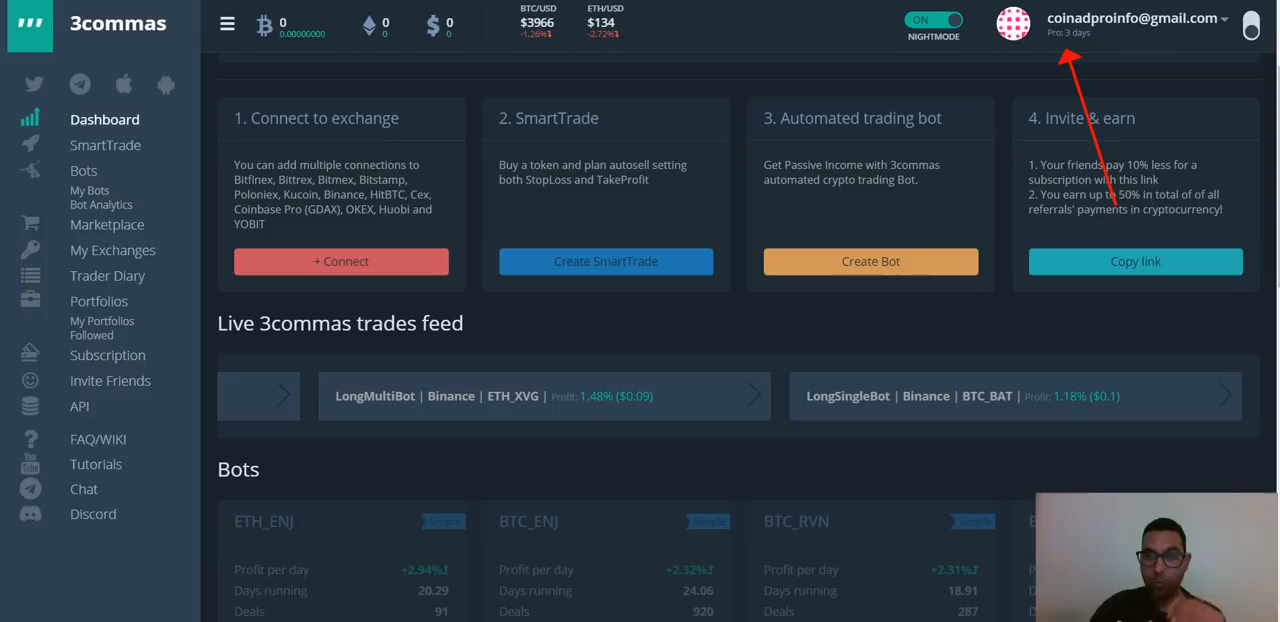 3commas
0
0.00000000
0
0
0
0
BTC/USD
$3966
-1.26%
ETH/USD
$134
-2.72%
ON
NIGHTMODE
coinadproinfo@gmail.com
Pro: 3 days
Dashboard
SmartTrade
Bots
My Bots
Bot Analytics
Marketplace
My Exchanges
Trader Diary
Portfolios
My Portfolios
Followed
Subscription
Invite Friends
API
FAQ/WIKI
Tutorials
Chat
Discord
You
Tube
1. Connect to exchange
You can add multiple connections to
Bitfinex, Bittrex, Bitmex, Bitstamp,
Poloniex, Kucoin, Binance, HitBTC, Cex,
Coinbase Pro (GDAX), OKEX, Huobi and
YOBIT
+ Connect
2. SmartTrade
Buy a token and plan autosell setting
both StopLoss and TakeProfit
Create SmartTrade
3. Automated trading bot
Get Passive Income with 3commas
automated crypto trading Bot.
Create Bot
4. Invite & earn
1. Your friends pay 10% less for a
subscription with this link
2. You earn up to 50% in total of of all
referrals' payments in cryptocurrency!
Copy link
Live 3commas trades feed
LongMultiBot | Binance | ETH_XVG | Profit: 1.48% ($0.09)
LongSingleBot | Binance | BTC_BAT | Profit: 1.18% ($0.1)
Bots
ETH_ENJ
Simple
Profit per day +2.94%
Days running 20.29
Deals 91
BTC_ENJ
Simple
Profit per day +2.32%
Days running 24.06
Deals 920
BTC_RVN
Simple
Profit per day +2.31%
Days running 18.91
Deals 287